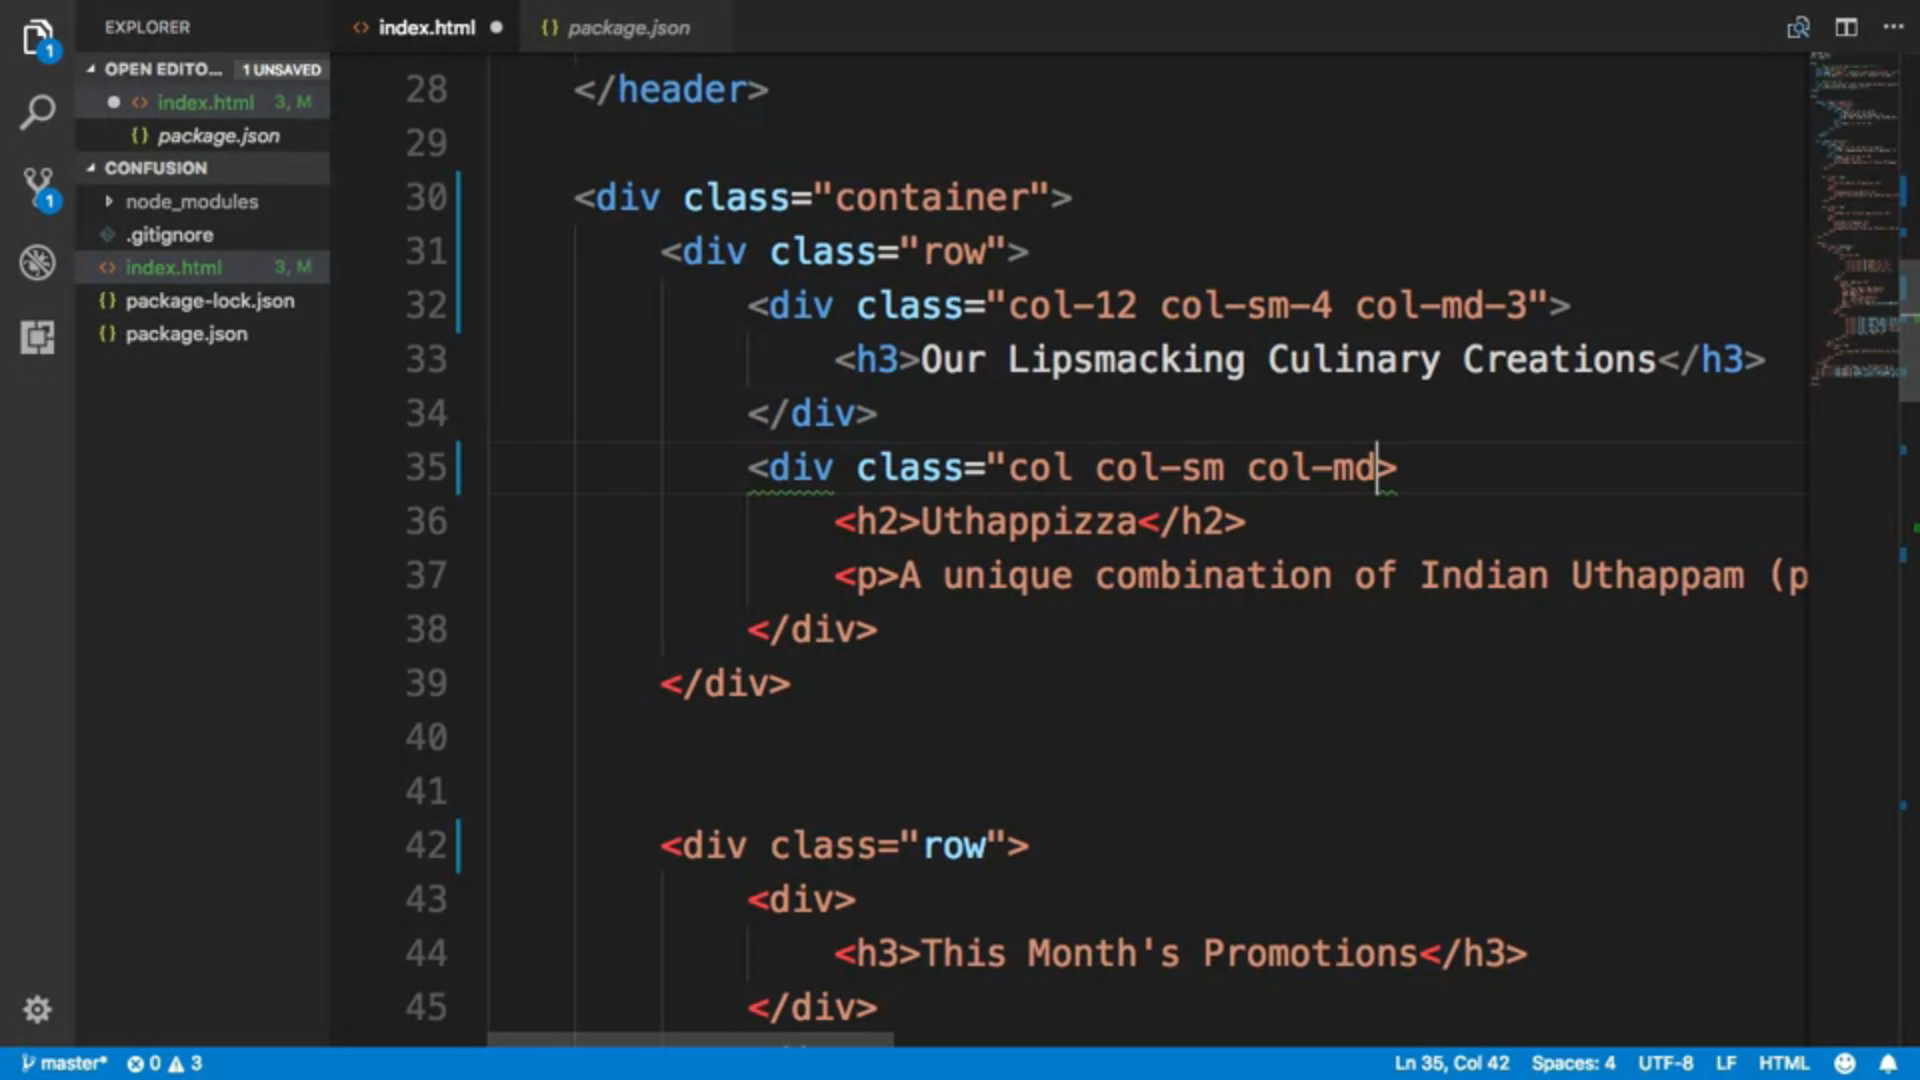 EXPLORER
OPEN EDITO... 1 UNSAVED
index.html 3, M
package.json
CONFUSION
node_modules
.gitignore
index.html 3, M
package-lock.json
package.json
1
1
index.html
package.json
28 </header>
29
30 <div class="container">
31 <div class="row">
32 <div class="col-12 col-sm-4 col-md-3">
33 <h3>Our Lipsmacking Culinary Creations</h3>
34 </div>
35 <div class="col col-sm col-md>
36 <h2>Uthappizza</h2>
37 <p>A unique combination of Indian Uthappam (p
38 </div>
39 </div>
40
41
42 <div class="row">
43 <div>
44 <h3>This Month's Promotions</h3>
45 </div>
master* 0 3 Ln 35, Col 42 Spaces: 4 UTF-8 LF HTML